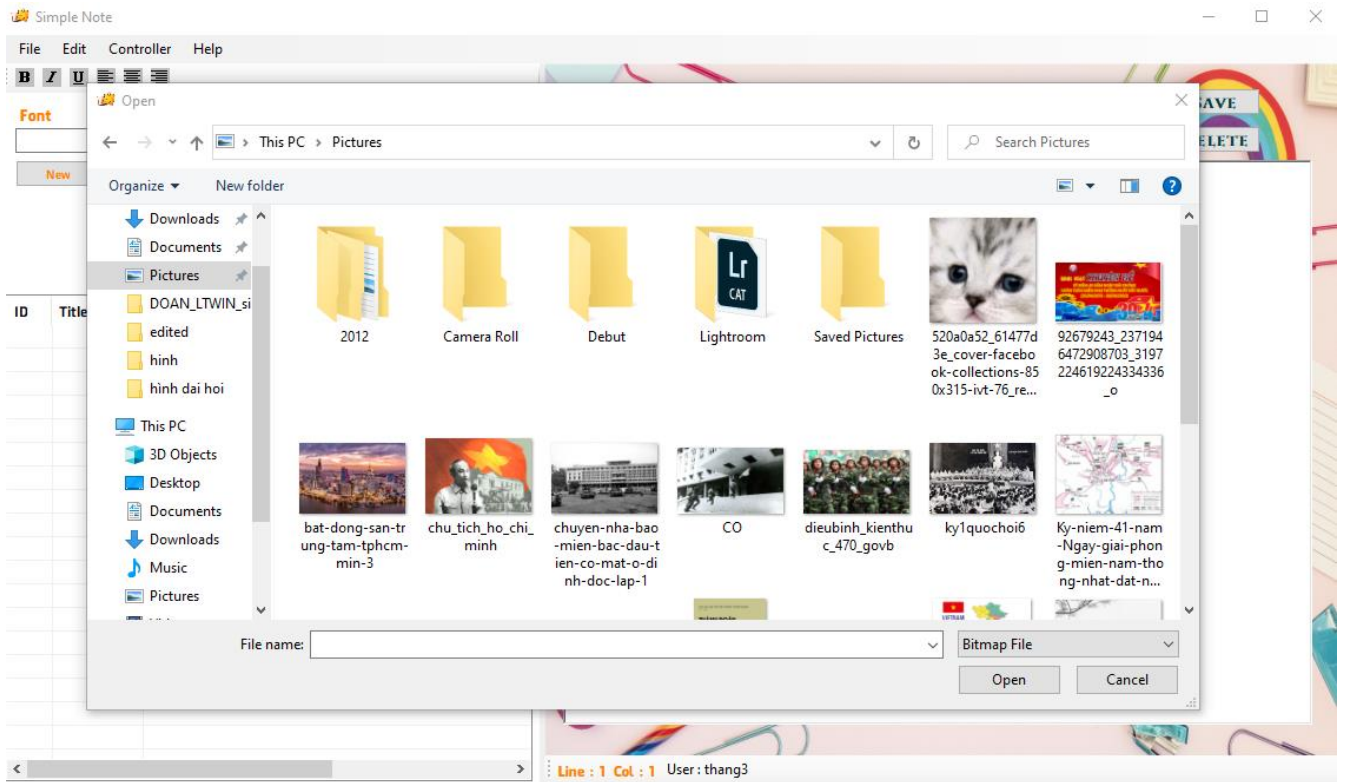 Simple Note
File Edit Controller Help
B I U
Open
Font
SAVE
This PC > Pictures
Search Pictures
ELETE
New
Organize New folder
Downloads
Documents
Pictures
DOAN_LTWIN_si
edited
hinh
hình dai hoi
This PC
3D Objects
Desktop
Documents
Downloads
Music
Pictures
ID Title
2012
Camera Roll
Debut
Lr
CAT
Lightroom
Saved Pictures
520a0a52_61477d
3e_cover-facebo
ok-collections-85
0x315-ivt-76_re...
92679243_237194
6472908703_3197
224619224334336
_o
bat-dong-san-tr
ung-tam-tphcm-
min-3
chu_tich_ho_chi_
minh
chuyen-nha-bao
-mien-bac-dau-t
ien-co-mat-o-di
nh-doc-lap-1
CO
dieubinh_kienthu
c_470_govb
ky1quochoi6
Ky-niem-41-nam
-Ngay-giai-phon
g-mien-nam-tho
ng-nhat-dat-n...
VIETNAM
File name:
Bitmap File
Open Cancel
Line : 1 Col : 1 User : thang3